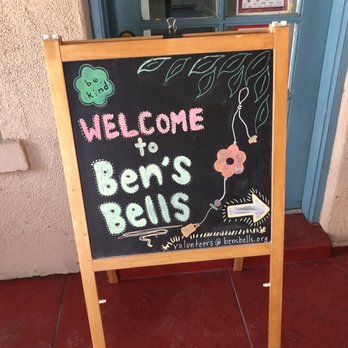 be
kind
WELCOME
to
Ben's
Bells
volunteers@bensbells.org